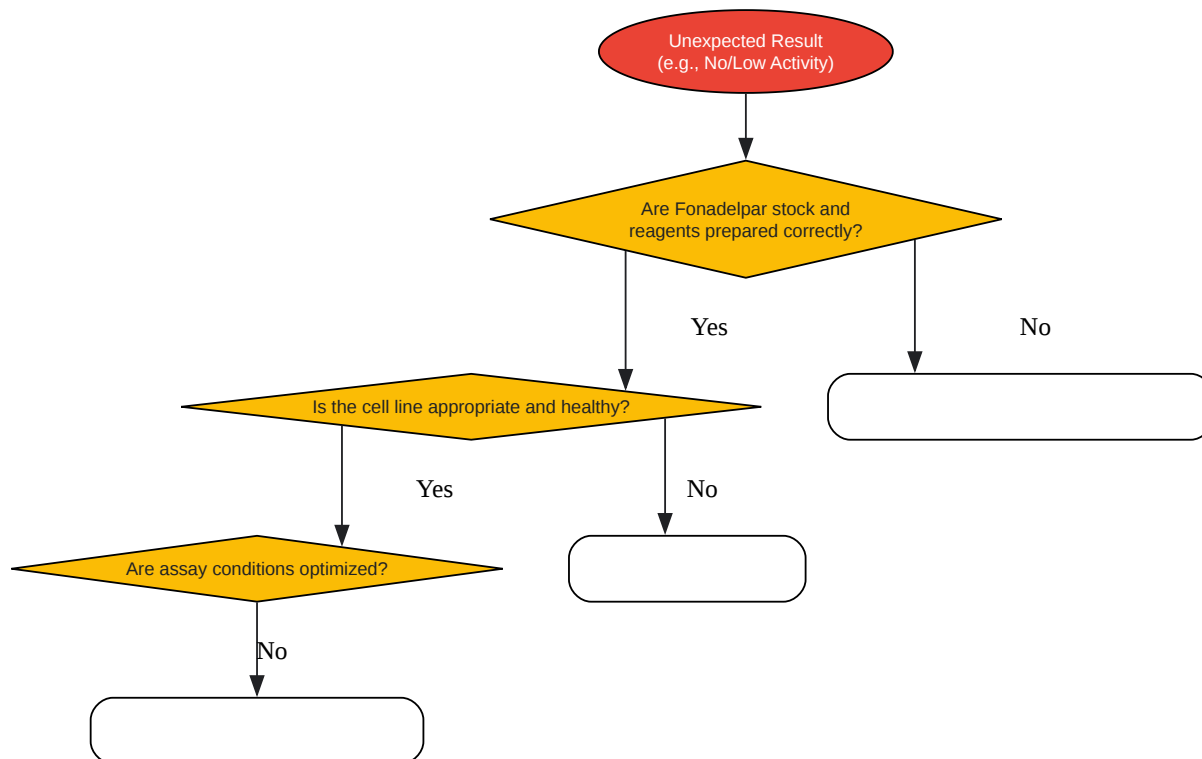 Unexpected Result
(e.g., No/Low Activity)
Are Fonadelpar stock and
reagents prepared correctly?
Yes
No
Is the cell line appropriate and healthy?
Yes
No
Are assay conditions optimized?
No